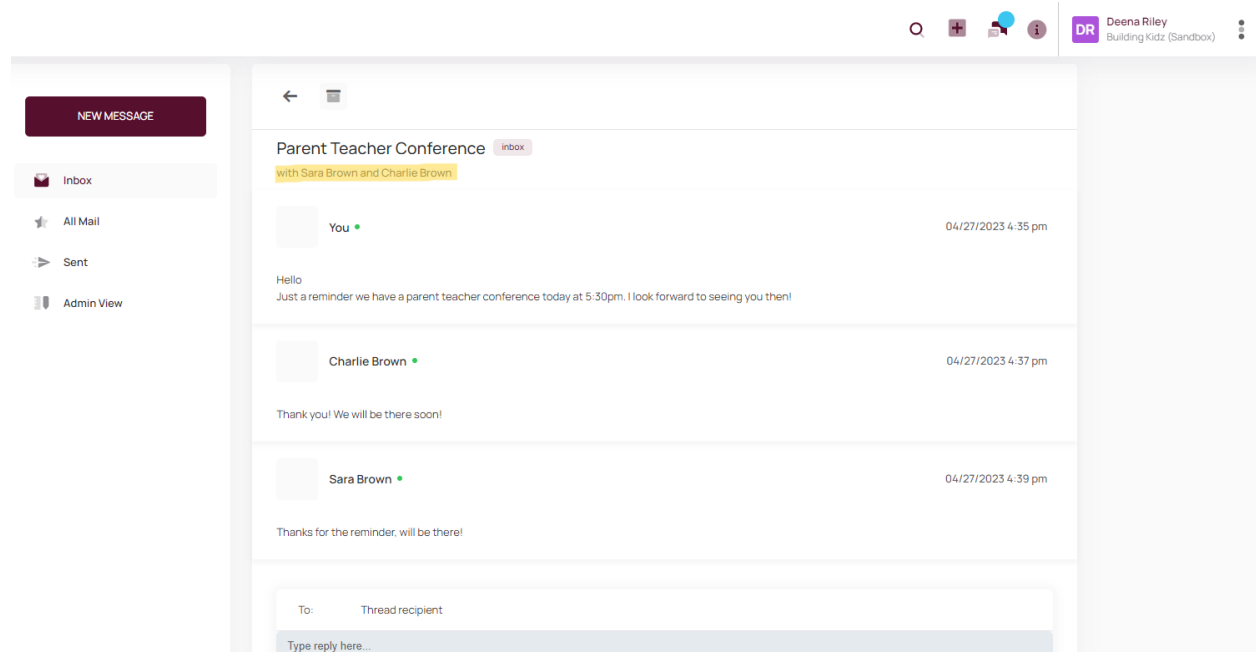 DR
Deena Riley
Building Kidz (Sandbox)
NEW MESSAGE
Inbox
All Mail
Sent
Admin View
Parent Teacher Conference inbox
with Sara Brown and Charlie Brown
You
04/27/2023 4:35 pm
Hello
Just a reminder we have a parent teacher conference today at 5:30pm. I look forward to seeing you then!
Charlie Brown
04/27/2023 4:37 pm
Thank you! We will be there soon!
Sara Brown
04/27/2023 4:39 pm
Thanks for the reminder, will be there!
To: Thread recipient
Type reply here...